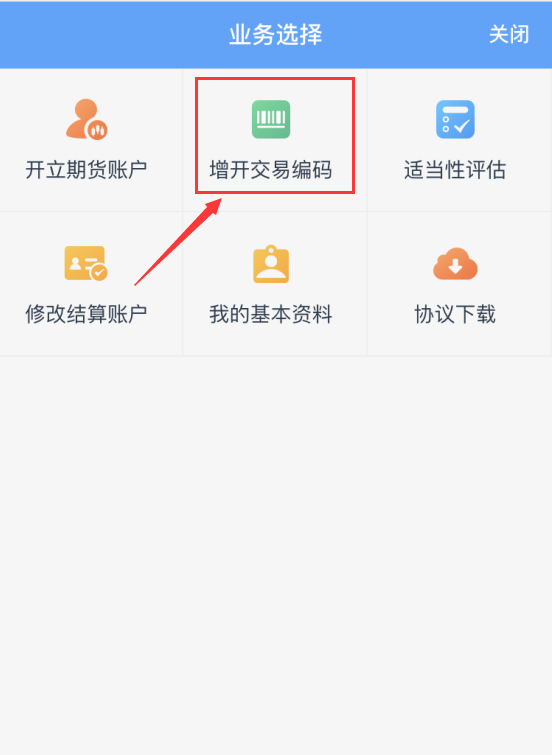 业务选择
关闭
开立期货账户
增开交易编码
适当性评估
修改结算账户
我的基本资料
协议下载